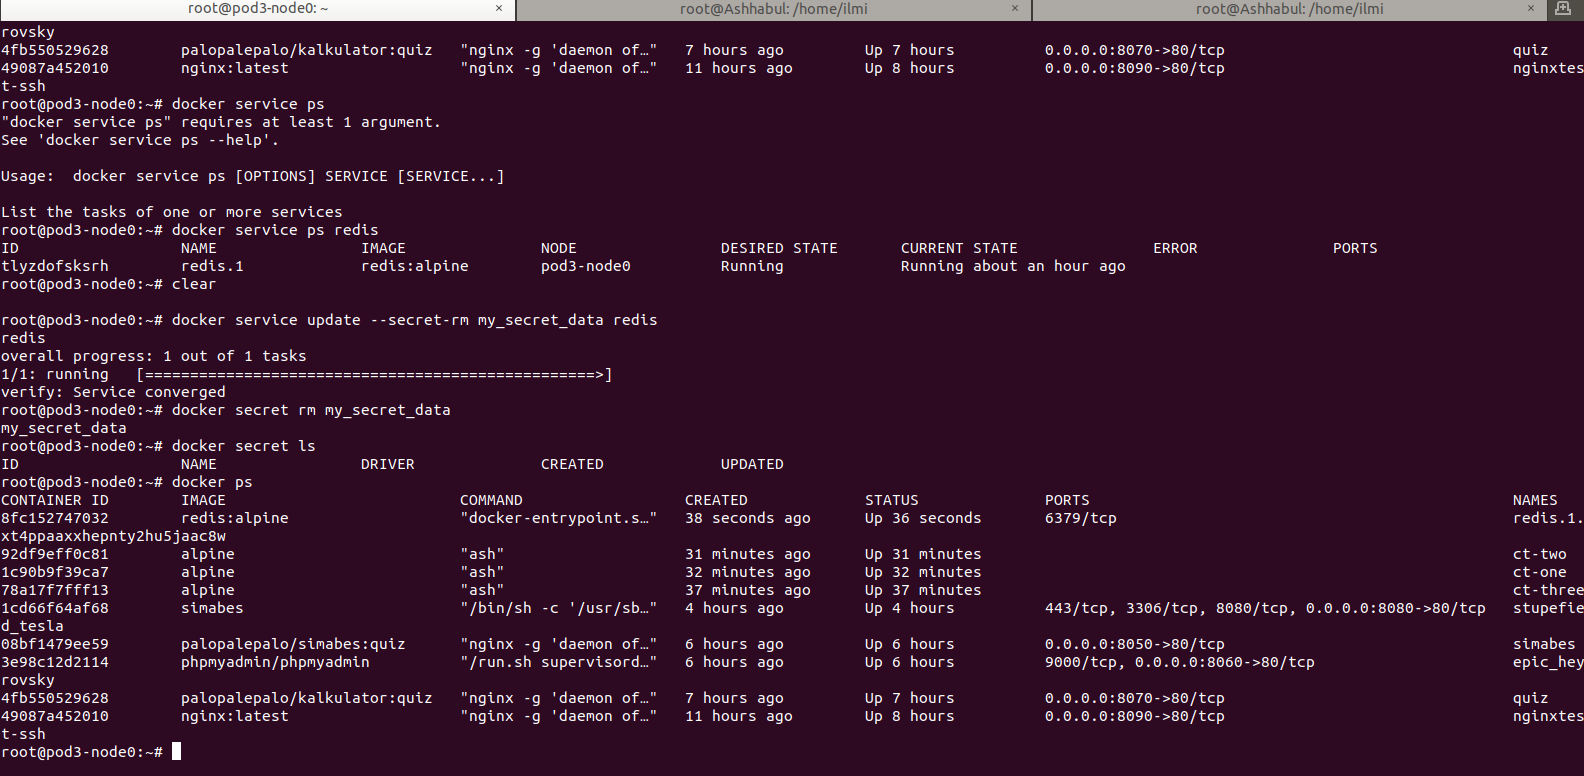 root@pod3-node0: ~ × root@Ashhabul: /home/ilmi × root@Ashhabul: /home/ilmi ×
rovsky
4fb550529628 palopalepalo/kalkulator:quiz "nginx -g 'daemon of…" 7 hours ago Up 7 hours 0.0.0.0:8070->80/tcp quiz
49087a452010 nginx:latest "nginx -g 'daemon of…" 11 hours ago Up 8 hours 0.0.0.0:8090->80/tcp nginxtes
t-ssh
root@pod3-node0:~# docker service ps
"docker service ps" requires at least 1 argument.
See 'docker service ps --help'.
Usage:  docker service ps [OPTIONS] SERVICE [SERVICE...]
List the tasks of one or more services
root@pod3-node0:~# docker service ps redis
ID NAME IMAGE NODE DESIRED STATE CURRENT STATE ERROR PORTS
tlyzdofsksrh redis.1 redis:alpine pod3-node0 Running Running about an hour ago
root@pod3-node0:~# clear
root@pod3-node0:~# docker service update --secret-rm my_secret_data redis
redis
overall progress: 1 out of 1 tasks
1/1: running   [==================================================>]
verify: Service converged
root@pod3-node0:~# docker secret rm my_secret_data
my_secret_data
root@pod3-node0:~# docker secret ls
ID NAME DRIVER CREATED UPDATED
root@pod3-node0:~# docker ps
CONTAINER ID IMAGE COMMAND CREATED STATUS PORTS NAMES
8fc152747032 redis:alpine "docker-entrypoint.s…" 38 seconds ago Up 36 seconds 6379/tcp redis.1.
xt4ppaaxxhepnty2hu5jaac8w
92df9eff0c81 alpine "ash" 31 minutes ago Up 31 minutes ct-two
1c90b9f39ca7 alpine "ash" 32 minutes ago Up 32 minutes ct-one
78a17f7fff13 alpine "ash" 37 minutes ago Up 37 minutes ct-three
1cd66f64af68 simabes "/bin/sh -c '/usr/sb…" 4 hours ago Up 4 hours 443/tcp, 3306/tcp, 8080/tcp, 0.0.0.0:8080->80/tcp stupefie
d_tesla
08bf1479ee59 palopalepalo/simabes:quiz "nginx -g 'daemon of…" 6 hours ago Up 6 hours 0.0.0.0:8050->80/tcp simabes
3e98c12d2114 phpmyadmin/phpmyadmin "/run.sh supervisord…" 6 hours ago Up 6 hours 9000/tcp, 0.0.0.0:8060->80/tcp epic_hey
rovsky
4fb550529628 palopalepalo/kalkulator:quiz "nginx -g 'daemon of…" 7 hours ago Up 7 hours 0.0.0.0:8070->80/tcp quiz
49087a452010 nginx:latest "nginx -g 'daemon of…" 11 hours ago Up 8 hours 0.0.0.0:8090->80/tcp nginxtes
t-ssh
root@pod3-node0:~#